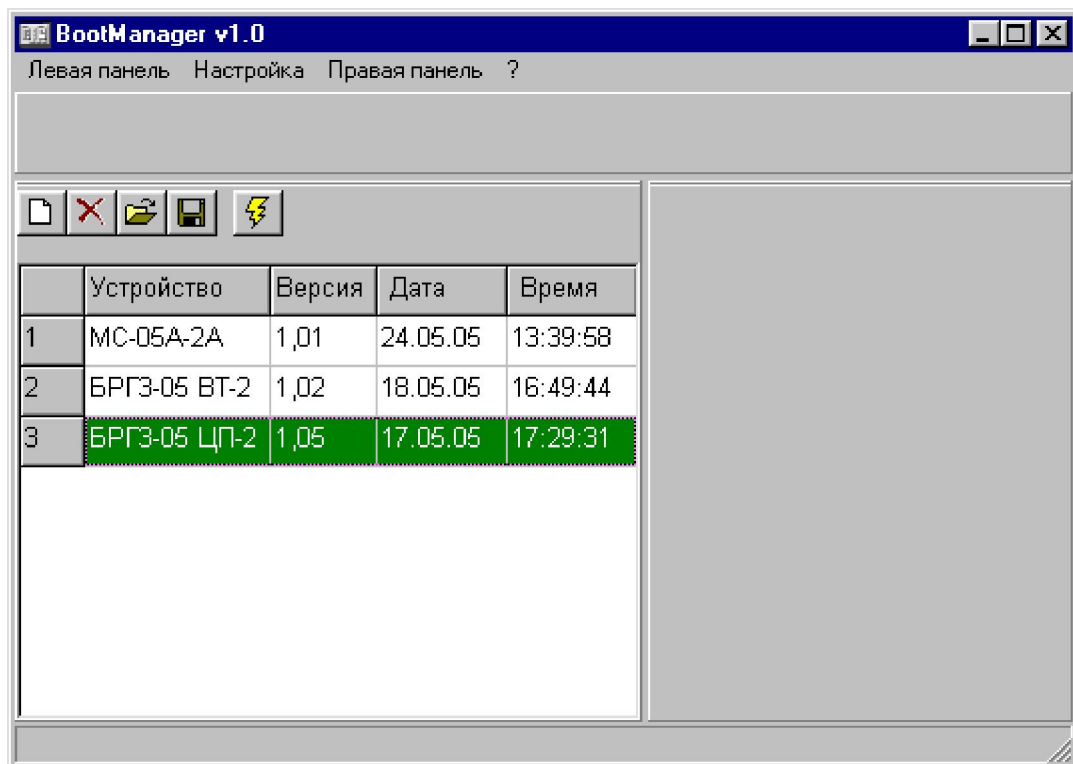 BootManager v1.0
Левая панель Настройка Правая панель ?
Устройство Версия Дата Время
1 МС-05А-2А 1,01 24.05.05 13:39:58
2 БРГЗ-05 ВТ-2 1,02 18.05.05 16:49:44
3 БРГЗ-05 ЦП-2 1,05 17.05.05 17:29:31